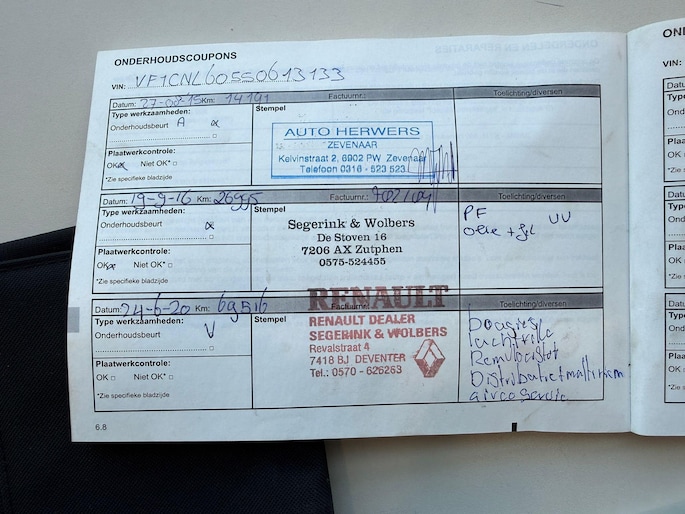 ONDERHOUDSCOUPONS
VIN: VF1CNL60550613133
Datum: 27-08-15 Km: 14191 Factuurnr.: Toelichting/diversen
Type werkzaamheden:
Stempel
Onderhoudsbeurt A
AUTO HERWERS
ZEVENAAR
Kelvinstraat 2, 6902 PW Zevenaar
Telefoon 0316 - 523 523
Plaatwerkcontrole:
OK Niet OK*
*Zie specifieke bladzijde
Datum: 19-9-16 Km: Factuurnr.: Toelichting/diversen
Type werkzaamheden:
Stempel
Onderhoudsbeurt
Segerink & Wolbers
De Stoven 16
7206 AX Zutphen
0575-524455
PF
UV
olie + fil
Plaatwerkcontrole:
OK Niet OK*
*Zie specifieke bladzijde
Datum: 24-6-20 Km: 69516 Factuurnr.: Toelichting/diversen
Type werkzaamheden:
Stempel
Onderhoudsbeurt V
RENAULT
RENAULT DEALER
SEGERINK & WOLBERS
Revalstraat 4
7418 BJ DEVENTER
Tel.: 0570 - 626263
airco service
Plaatwerkcontrole:
OK Niet OK*
*Zie specifieke bladzijde
6.8
VIN: